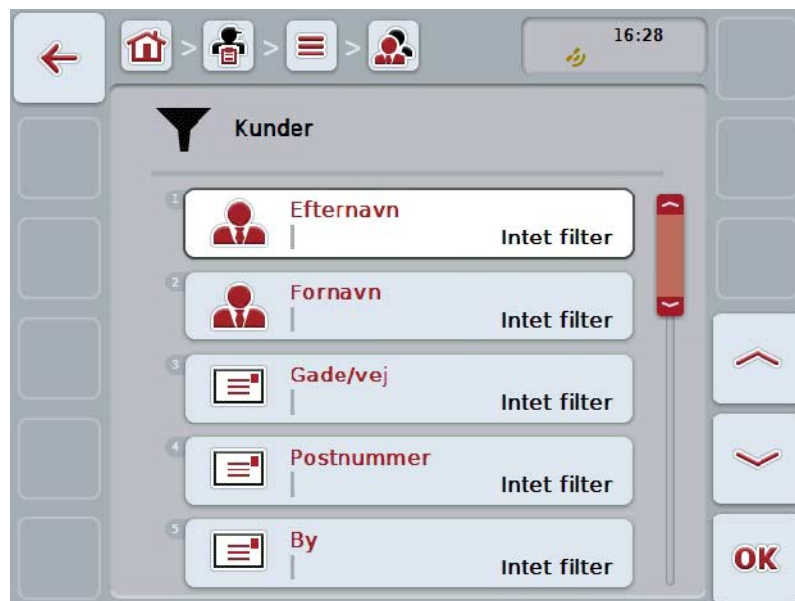 16:28
Kunder
1
Efternavn
Intet filter
2
Fornavn
Intet filter
3
Gade/vej
Intet filter
4
Postnummer
Intet filter
5
By
Intet filter
OK